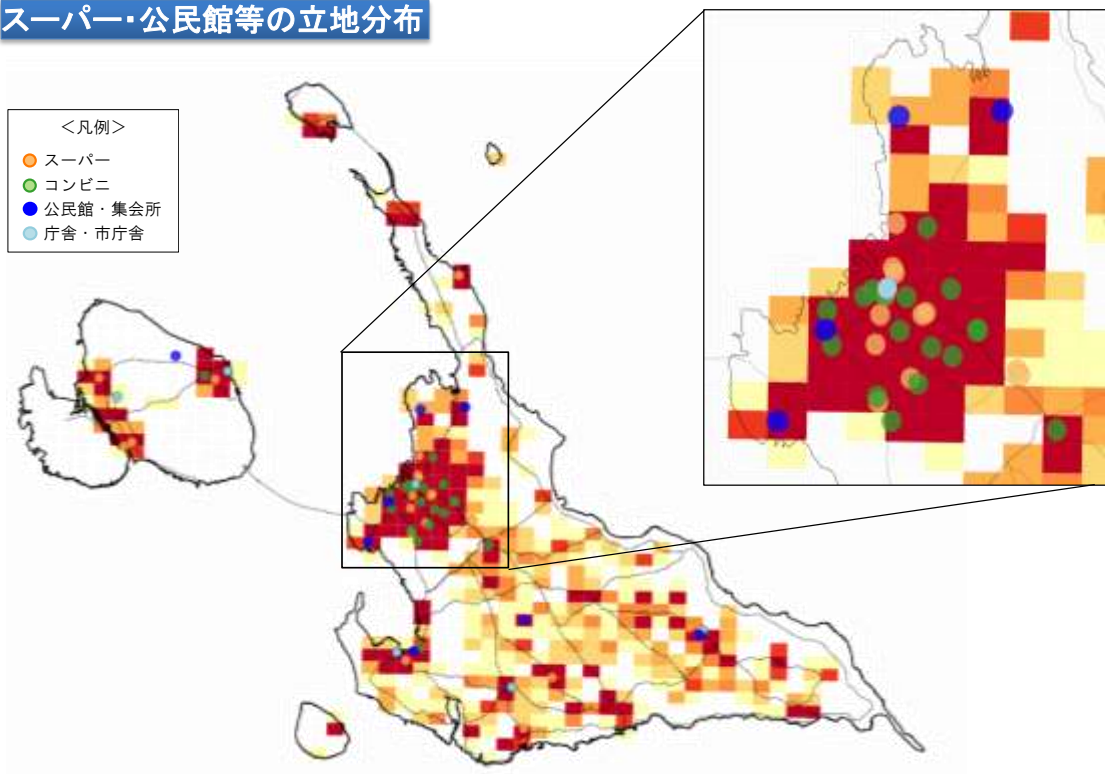 スーパー・公民館等の立地分布
＜凡例＞
スーパー
コンビニ
公民館・集会所
庁舎・市庁舎